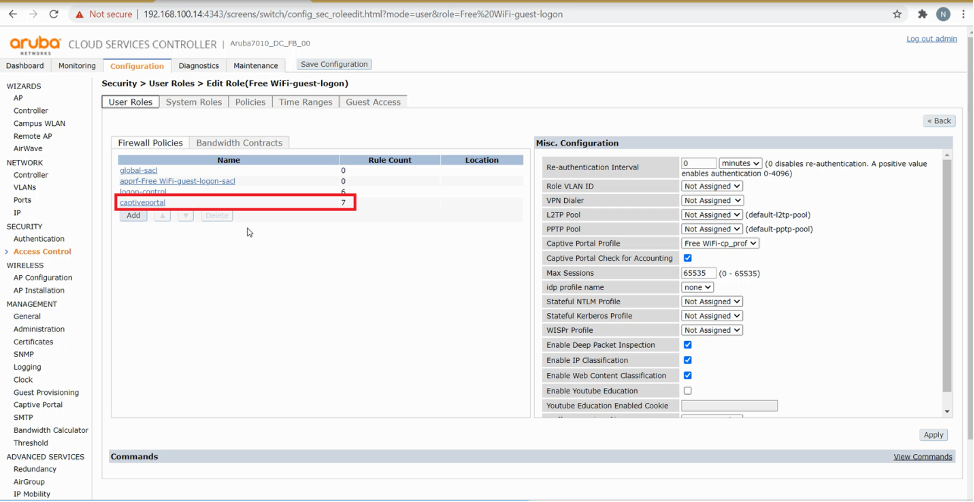 Not secure | 192.168.100.14:4343/screens/switch/config_sec_roleedit.html?mode=user&role=Free%20WiFi-guest-logon
N
aruba NETWORKS CLOUD SERVICES CONTROLLER | Aruba7010_DC_FB_00
Log out admin
Dashboard Monitoring Configuration Diagnostics Maintenance Save Configuration
WIZARDS
AP
Controller
Campus WLAN
Remote AP
AirWave
NETWORK
Controller
VLANs
Ports
IP
SECURITY
Authentication
> Access Control
WIRELESS
AP Configuration
AP Installation
MANAGEMENT
General
Administration
Certificates
SNMP
Logging
Clock
Guest Provisioning
Captive Portal
SMTP
Bandwidth Calculator
Threshold
ADVANCED SERVICES
Redundancy
AirGroup
IP Mobility
Security > User Roles > Edit Role(Free WiFi-guest-logon)
User Roles System Roles Policies Time Ranges Guest Access
« Back
Firewall Policies Bandwidth Contracts
Name Rule Count Location
global-sacl 0
apprf-Free WiFi-guest-logon-sacl 0
logon-control 6
captiveportal 7
Add ▲ ▼ Delete
Misc. Configuration
Re-authentication Interval 0 minutes (0 disables re-authentication. A positive value enables authentication 0-4096)
Role VLAN ID Not Assigned
VPN Dialer Not Assigned
L2TP Pool Not Assigned (default-l2tp-pool)
PPTP Pool Not Assigned (default-pptp-pool)
Captive Portal Profile Free WiFi-cp_prof
Captive Portal Check for Accounting
Max Sessions 65535 (0 - 65535)
idp profile name none
Stateful NTLM Profile Not Assigned
Stateful Kerberos Profile Not Assigned
WISPr Profile Not Assigned
Enable Deep Packet Inspection
Enable IP Classification
Enable Web Content Classification
Enable Youtube Education
Youtube Education Enabled Cookie
Apply
Commands View Commands